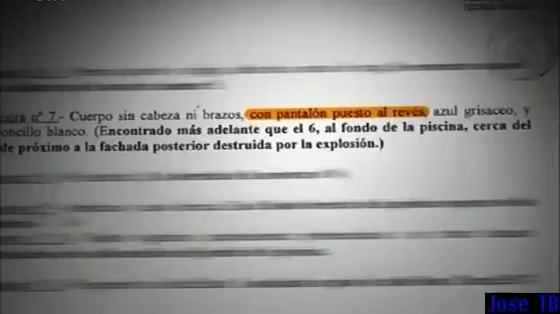 nº 7.- Cuerpo sin cabeza ni brazos, con pantalón puesto al revés, azul grisaceo, y
oncillo blanco. (Encontrado más adelante que el 6, al fondo de la piscina, cerca del
de próximo a la fachada posterior destruida por la explosión.)
Jose TB